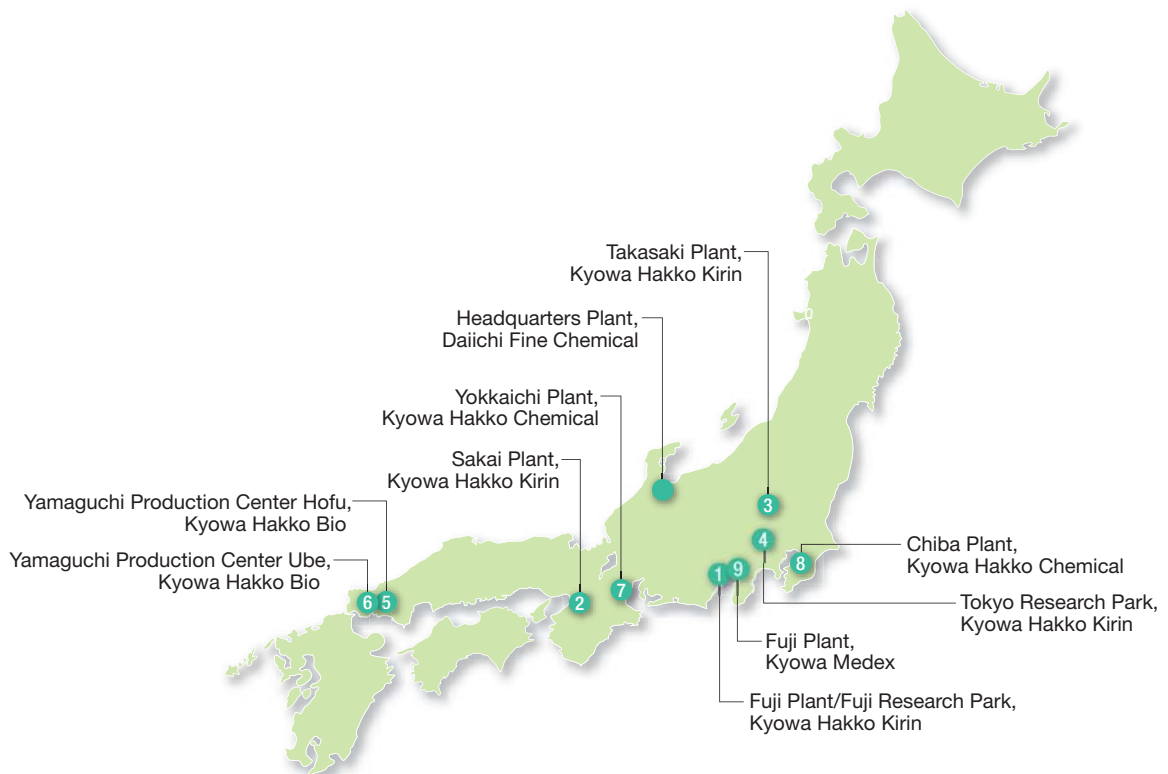 Takasaki Plant,
Kyowa Hakko Kirin
Headquarters Plant,
Daiichi Fine Chemical
Yokkaichi Plant,
Kyowa Hakko Chemical
Sakai Plant,
Kyowa Hakko Kirin
Yamaguchi Production Center Hofu,
Kyowa Hakko Bio
Yamaguchi Production Center Ube,
Kyowa Hakko Bio
3
4
8
1
9
7
2
6
5
Chiba Plant,
Kyowa Hakko Chemical
Tokyo Research Park,
Kyowa Hakko Kirin
Fuji Plant,
Kyowa Medex
Fuji Plant/Fuji Research Park,
Kyowa Hakko Kirin